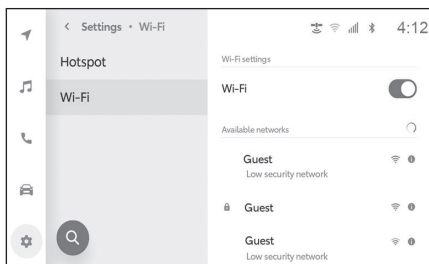 < Settings • Wi-Fi
4:12
Hotspot
Wi-Fi
Wi-Fi settings
Wi-Fi
Available networks
Guest
Low security network
Guest
Guest
Low security network